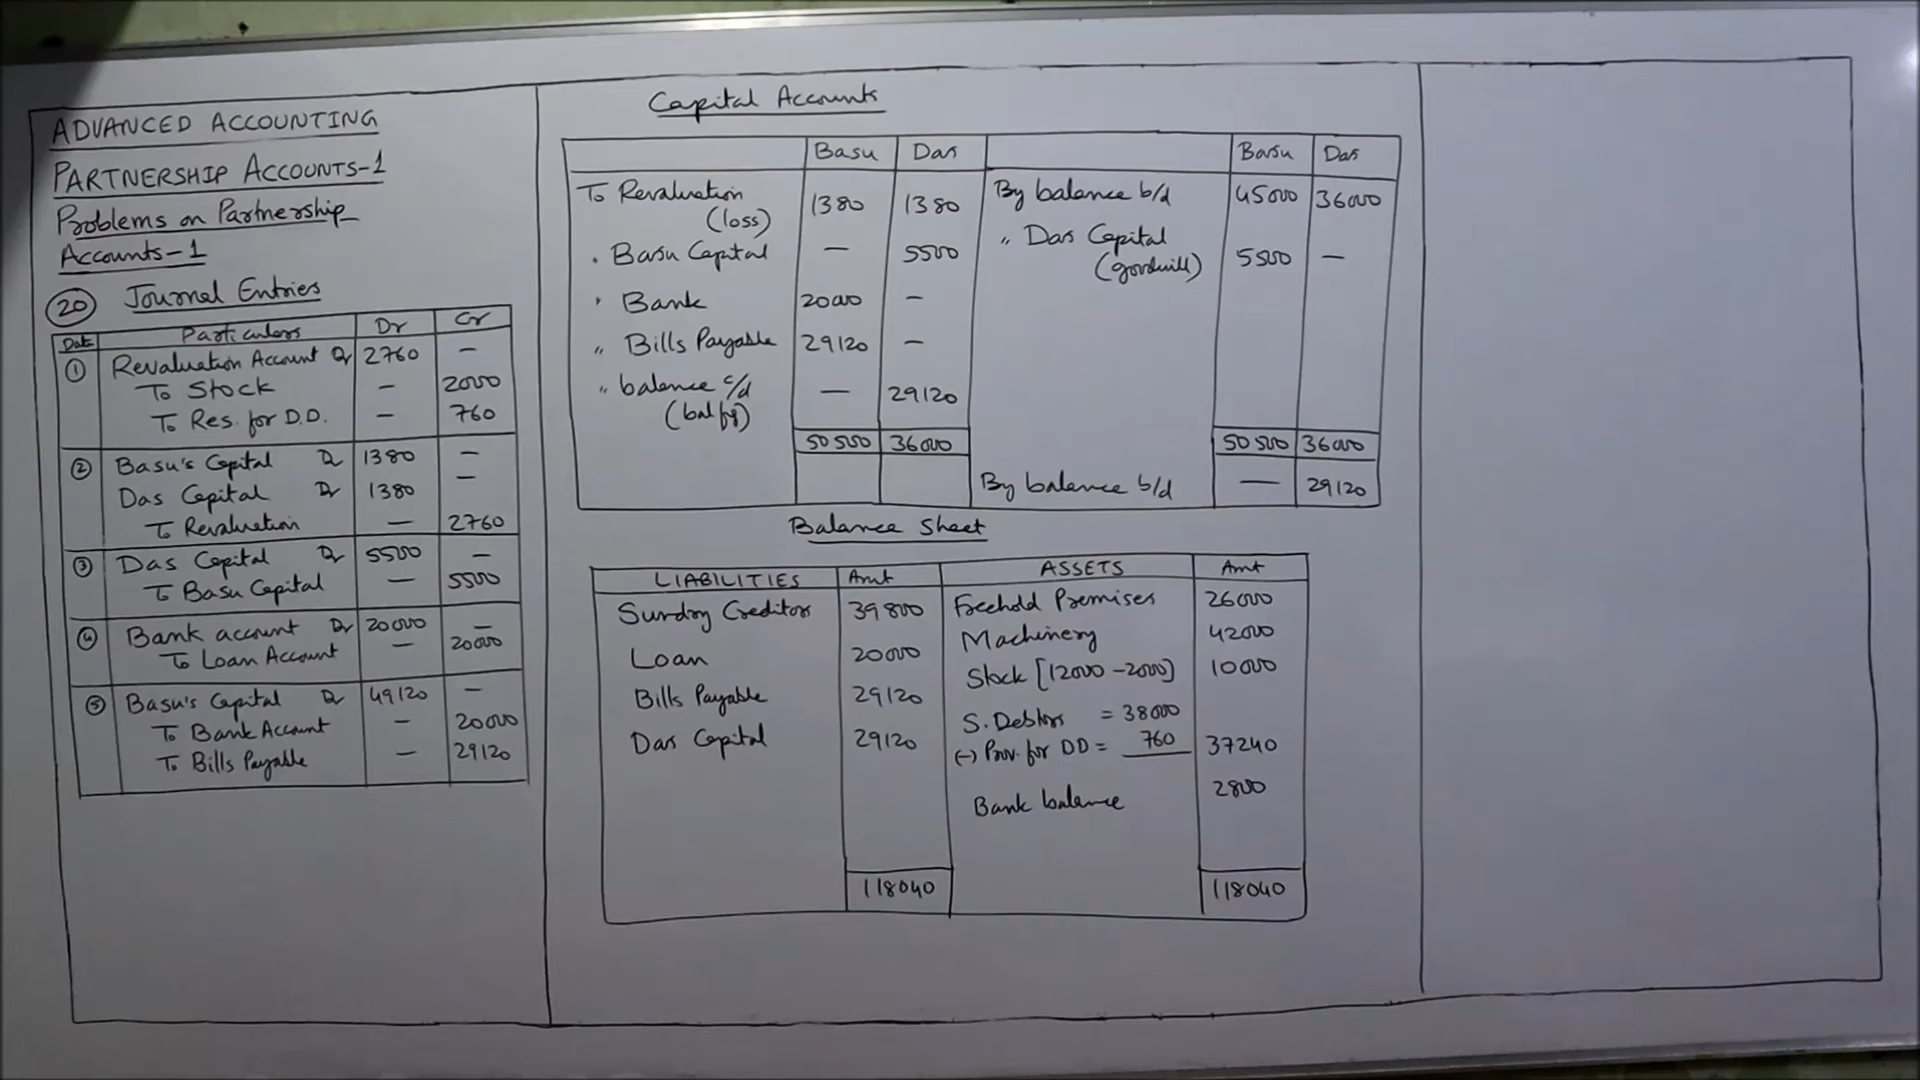 ADVANCED ACCOUNTING
PARTNERSHIP ACCOUNTS-1
Problems on Partnership
Accounts-1
20 Journal Entries
Date Particulars Dr Cr
① Revaluation Account Dr 2760 —
To Stock — 2000
To Res. for D.D. — 760
② Basu's Capital Dr 1380 —
Das Capital Dr 1380 —
To Revaluation — 2760
③ Das Capital Dr 5500 —
To Basu Capital — 5500
④ Bank account Dr 20000 —
To Loan Account — 20000
⑤ Basu's Capital Dr 49120 —
To Bank Account — 20000
To Bills Payable — 29120
Capital Accounts
Basu Das Basu Das
To Revaluation (loss) 1380 1380 By balance b/d 45000 36000
" Basu Capital — 5500 " Das Capital (goodwill) 5500 —
" Bank 20000 —
" Bills Payable 29120 —
" balance c/d (bal fig) — 29120
50500 36000 50500 36000
By balance b/d — 29120
Balance Sheet
LIABILITIES Amt ASSETS Amt
Sundry Creditors 39800 Freehold Premises 26000
Loan 20000 Machinery 42000
Bills Payable 29120 Stock [12000 - 2000] 10000
Das Capital 29120 S. Debtors = 38000
(-) Prov. for DD = 760 37240
Bank balance 2800
118040 118040